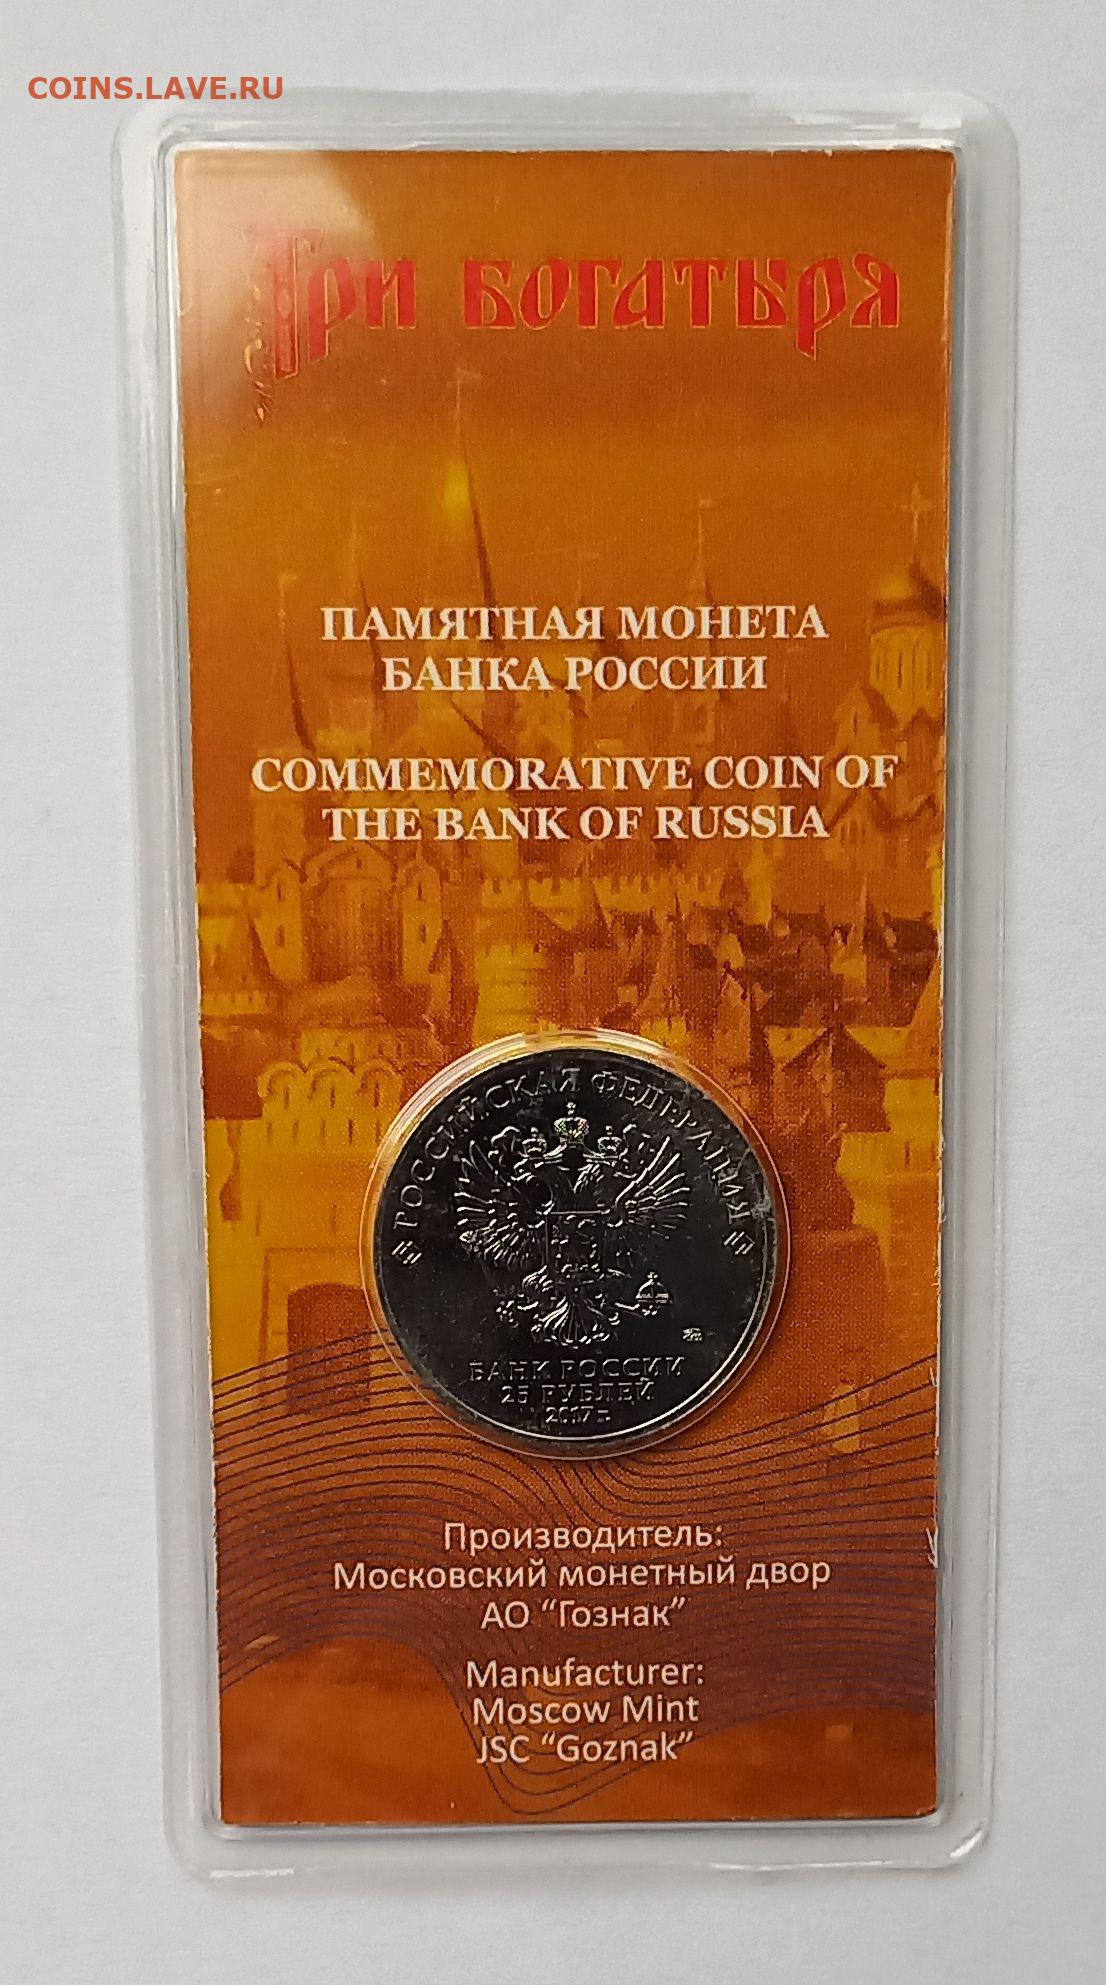 COINS.LAVE.RU
Три богатыря
ПАМЯТНАЯ МОНЕТА
БАНКА РОССИИ
COMMEMORATIVE COIN OF
THE BANK OF RUSSIA
РОССИЙСКАЯ ФЕДЕРАЦИЯ
БАНК РОССИИ
25 РУБЛЕЙ
2017 г.
Производитель:
Московский монетный двор
АО “Гознак”
Manufacturer:
Moscow Mint
JSC “Goznak”